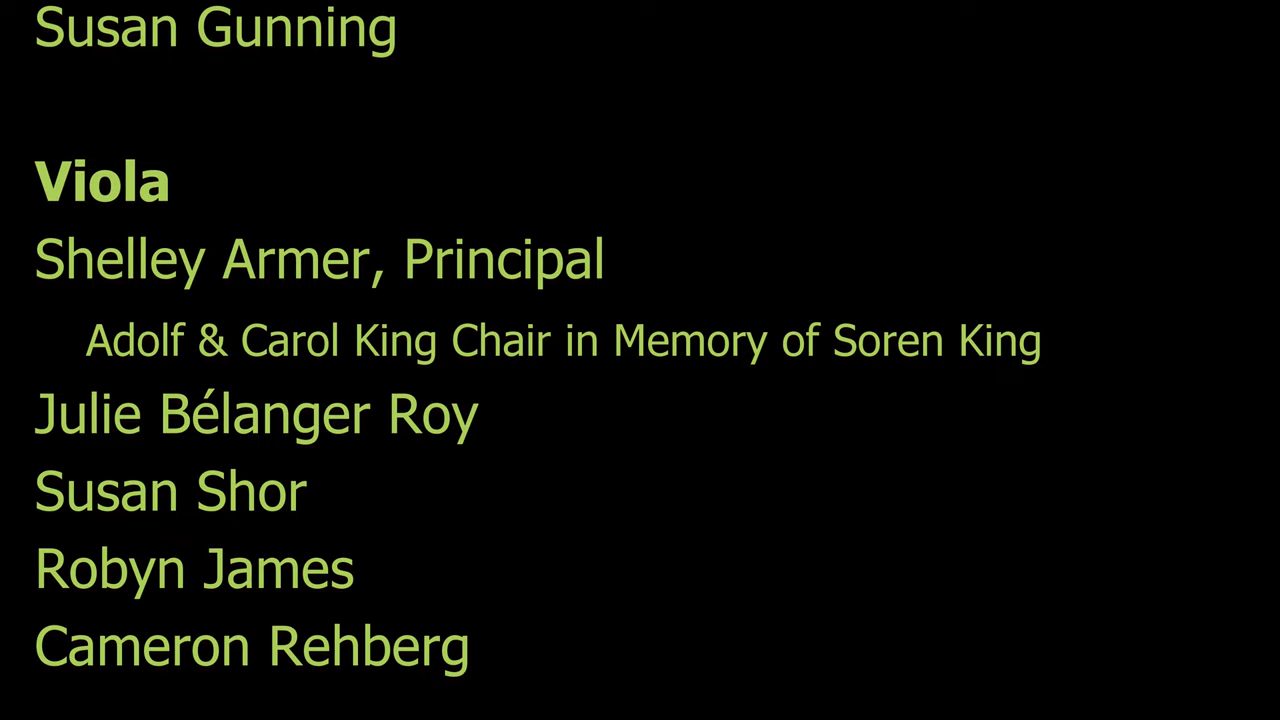 Susan Gunning
Viola
Shelley Armer, Principal
Adolf & Carol King Chair in Memory of Soren King
Julie Bélanger Roy
Susan Shor
Robyn James
Cameron Rehberg